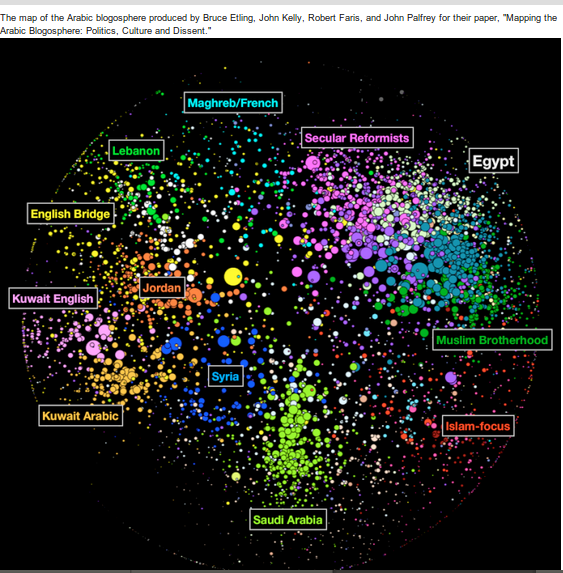 The map of the Arabic blogosphere produced by Bruce Etling, John Kelly, Robert Faris, and John Palfrey for their paper, "Mapping the
Arabic Blogosphere: Politics, Culture and Dissent."
Maghreb/French
Secular Reformists
Lebanon
Egypt
English Bridge
Jordan
Kuwait English
Muslim Brotherhood
Syria
Kuwait Arabic
Islam-focus
Saudi Arabia